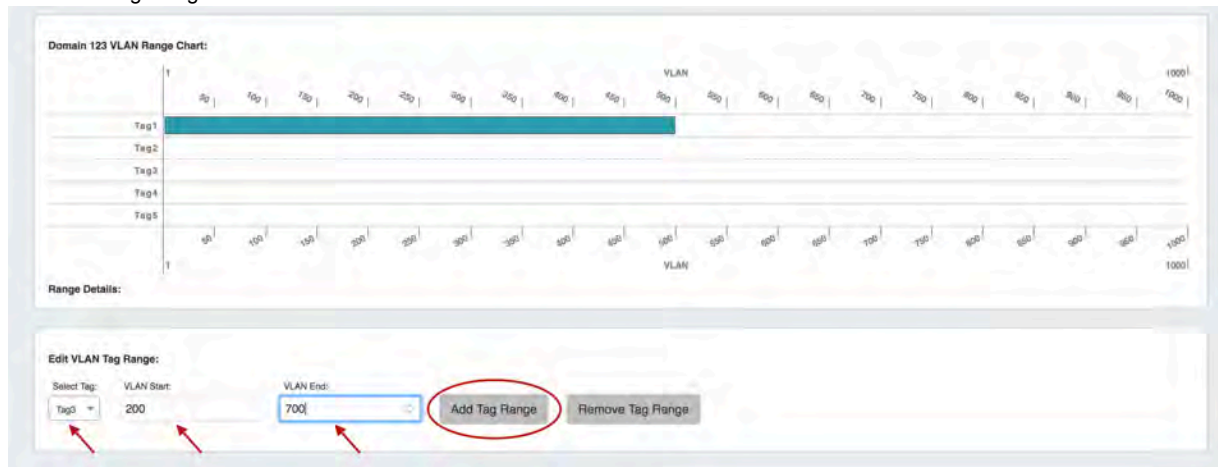 Domain 123 VLAN Range Chart:
1 VLAN 1000
50 100 150 200 250 300 350 400 450 500 550 600 650 700 750 800 850 900 950 1000
Tag1
Tag2
Tag3
Tag4
Tag5
50 100 150 200 250 300 350 400 450 500 550 600 650 700 750 800 850 900 950 1000
1 VLAN 1000
Range Details:
Edit VLAN Tag Range:
Select Tag: VLAN Start: VLAN End:
Tag3 200 700 Add Tag Range Remove Tag Range